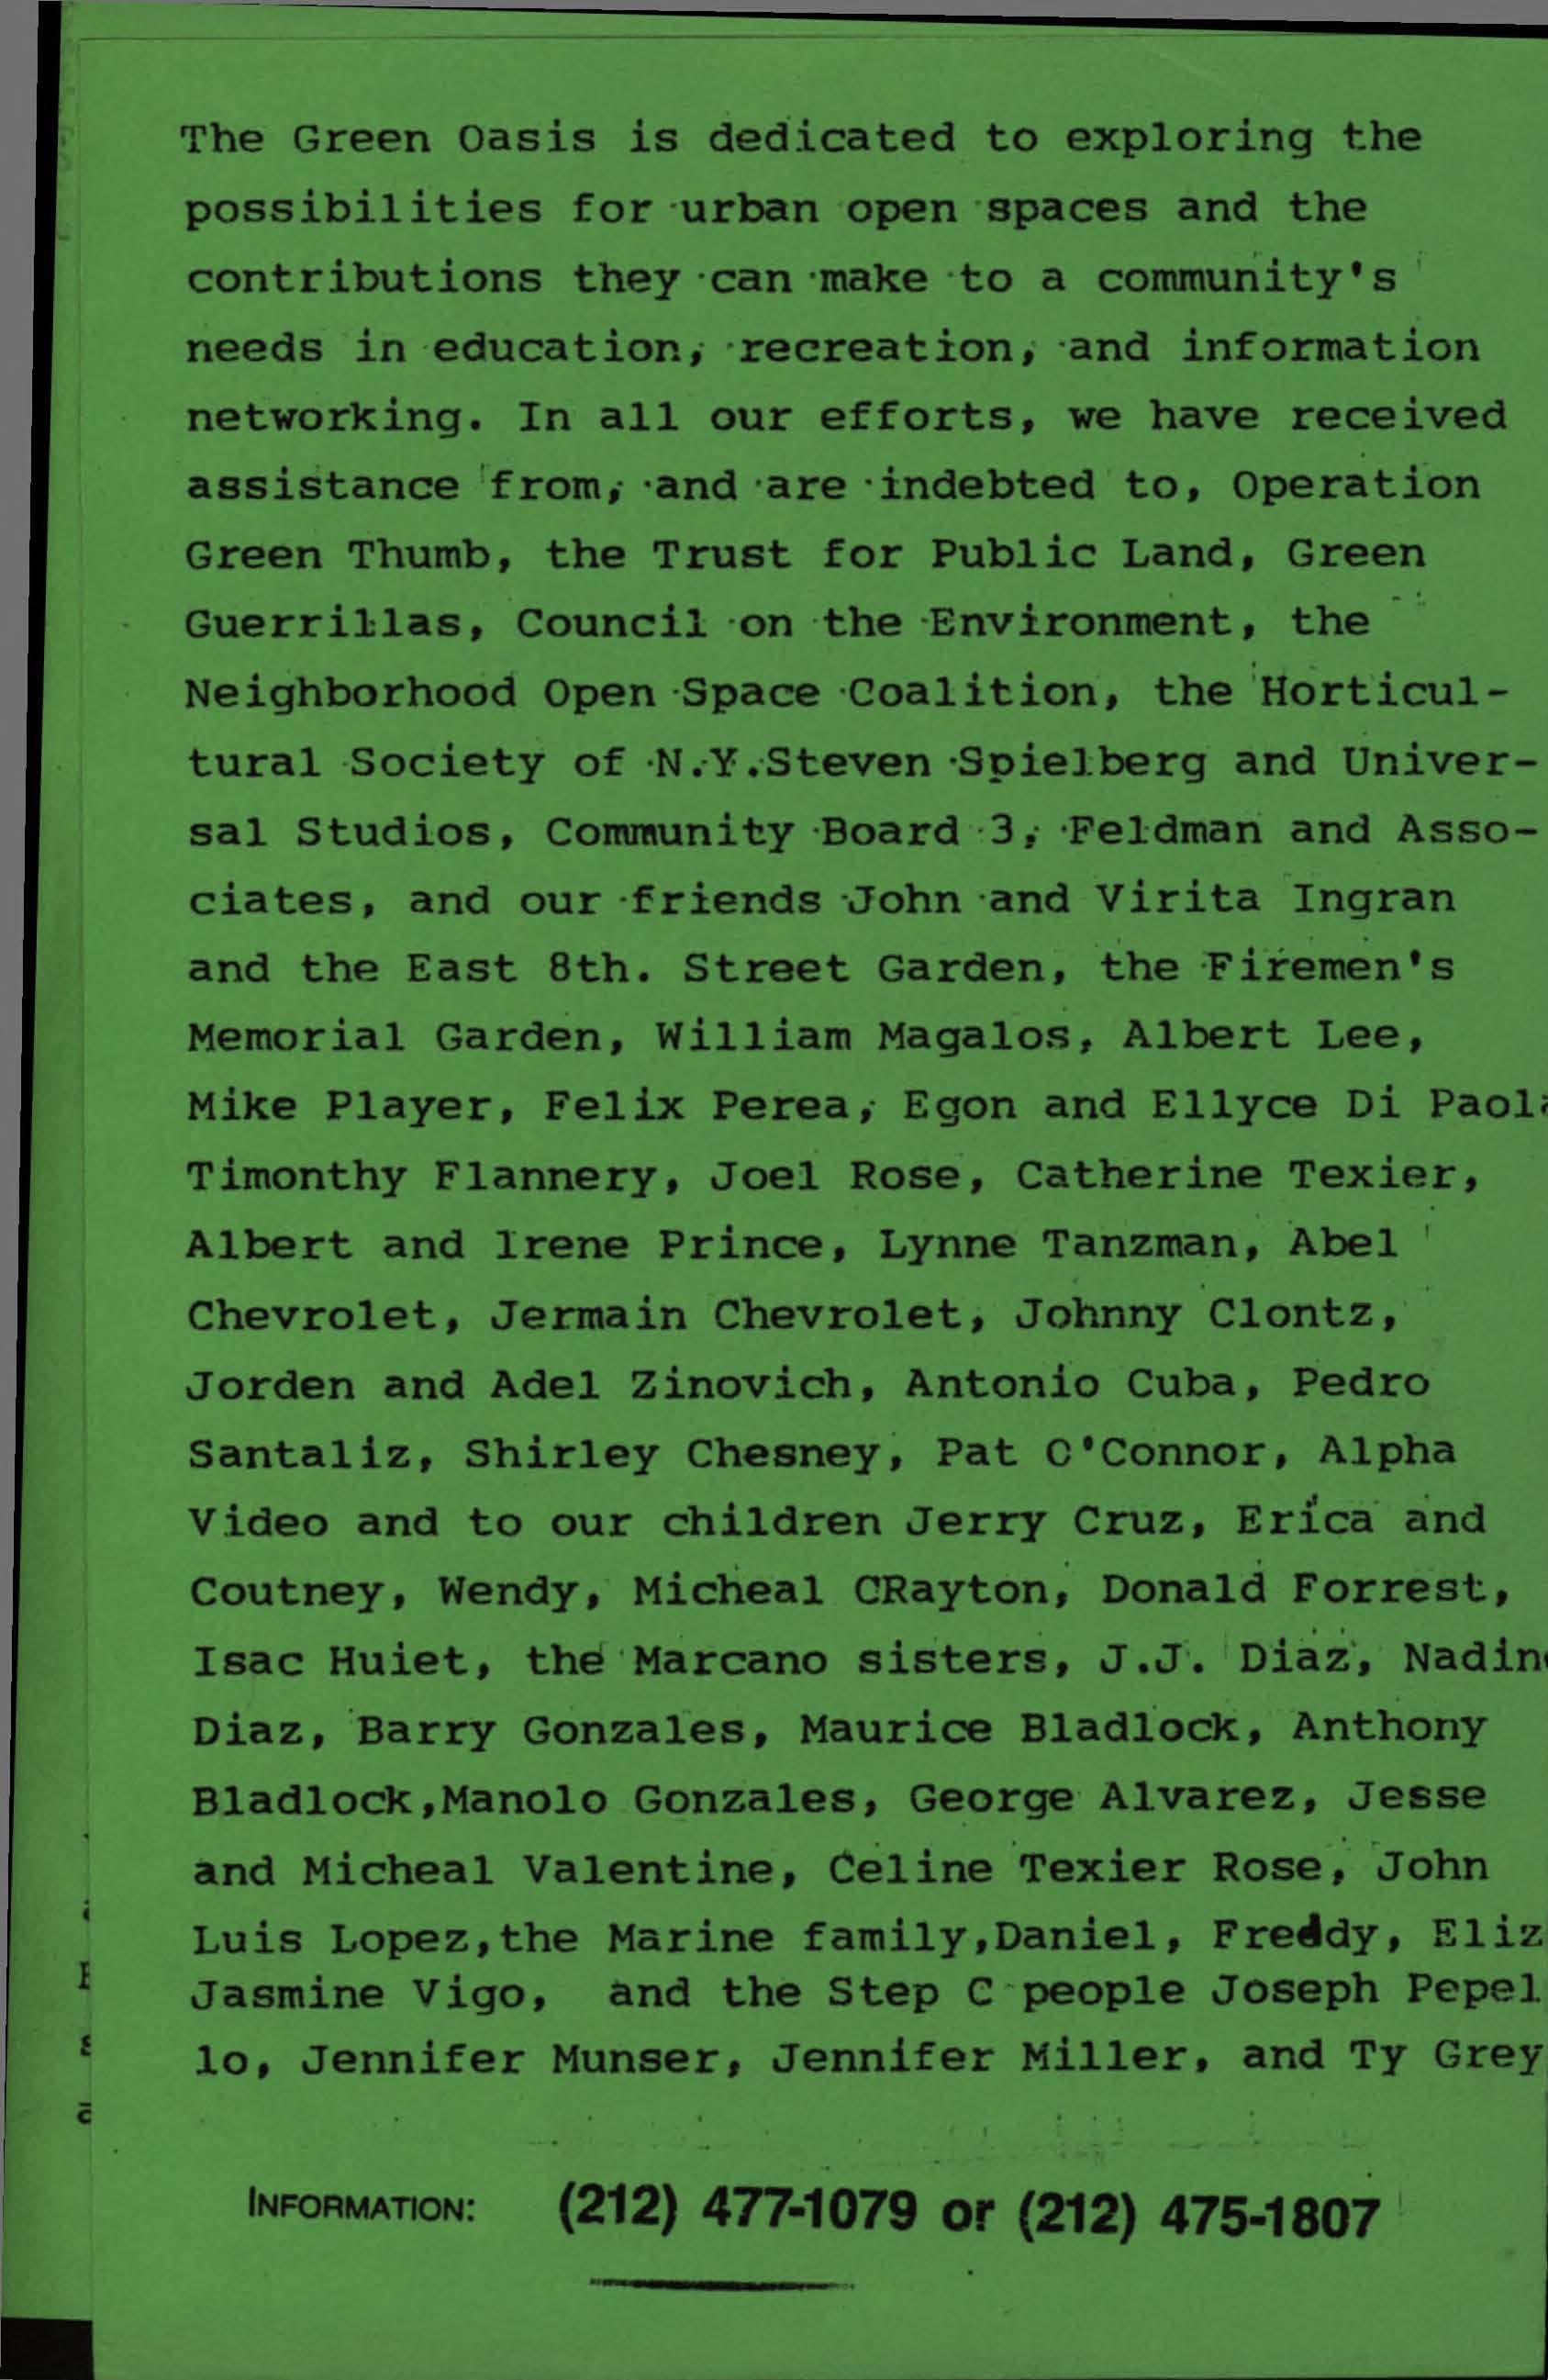 The Green Oasis is dedicated to exploring the
possibilities for urban open spaces and the
contributions they can make to a community's
needs in education, recreation, and information
networking. In all our efforts, we have received
assistance from, and are indebted to, Operation
Green Thumb, the Trust for Public Land, Green
Guerrillas, Council on the Environment, the
Neighborhood Open Space Coalition, the Horticul-
tural Society of N.Y.Steven Spielberg and Univer-
sal Studios, Community Board 3, Feldman and Asso-
ciates, and our friends John and Virita Ingran
and the East 8th. Street Garden, the Firemen's
Memorial Garden, William Magalos, Albert Lee,
Mike Player, Felix Perea, Egon and Ellyce Di Paola
Timonthy Flannery, Joel Rose, Catherine Texier,
Albert and Irene Prince, Lynne Tanzman, Abel
Chevrolet, Jermain Chevrolet, Johnny Clontz,
Jorden and Adel Zinovich, Antonio Cuba, Pedro
Santaliz, Shirley Chesney, Pat O'Connor, Alpha
Video and to our children Jerry Cruz, Erica and
Coutney, Wendy, Micheal CRayton, Donald Forrest,
Isac Huiet, the Marcano sisters, J.J. Diaz, Nadin
Diaz, Barry Gonzales, Maurice Bladlock, Anthony
Bladlock,Manolo Gonzales, George Alvarez, Jesse
and Micheal Valentine, Celine Texier Rose, John
Luis Lopez,the Marine family,Daniel, Freddy, Eliz
Jasmine Vigo, and the Step C people Joseph Pepel
lo, Jennifer Munser, Jennifer Miller, and Ty Grey
INFORMATION: (212) 477-1079 or (212) 475-1807